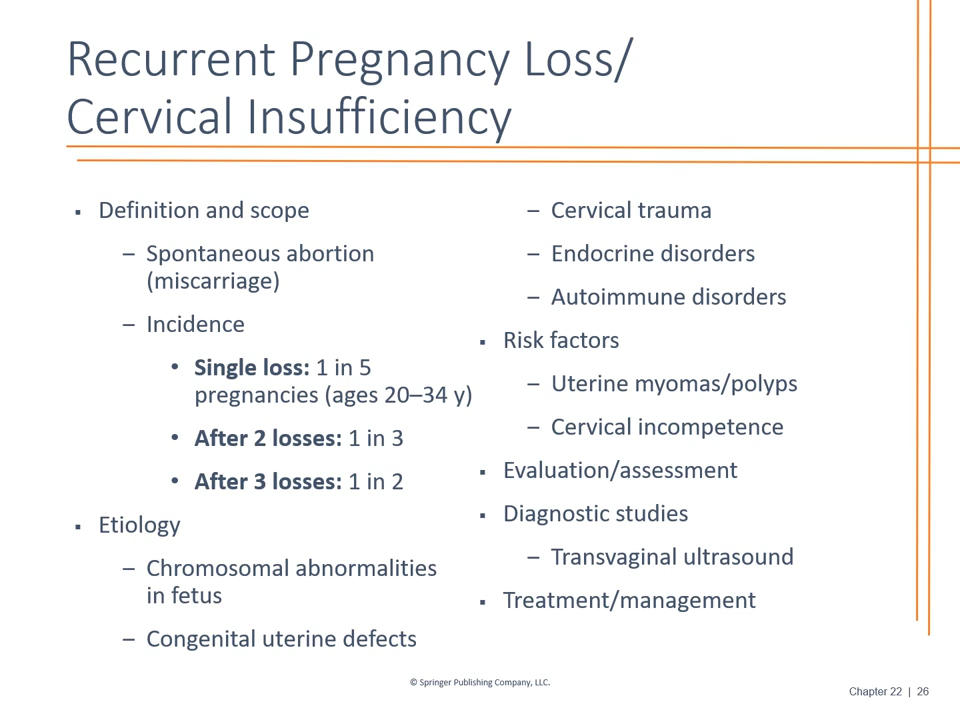 Recurrent Pregnancy Loss/
Cervical Insufficiency
▪ Definition and scope
– Spontaneous abortion
(miscarriage)
– Incidence
• Single loss: 1 in 5
pregnancies (ages 20–34 y)
• After 2 losses: 1 in 3
• After 3 losses: 1 in 2
▪ Etiology
– Chromosomal abnormalities
in fetus
– Congenital uterine defects
– Cervical trauma
– Endocrine disorders
– Autoimmune disorders
▪ Risk factors
– Uterine myomas/polyps
– Cervical incompetence
▪ Evaluation/assessment
▪ Diagnostic studies
– Transvaginal ultrasound
▪ Treatment/management
© Springer Publishing Company, LLC.
Chapter 22 | 26